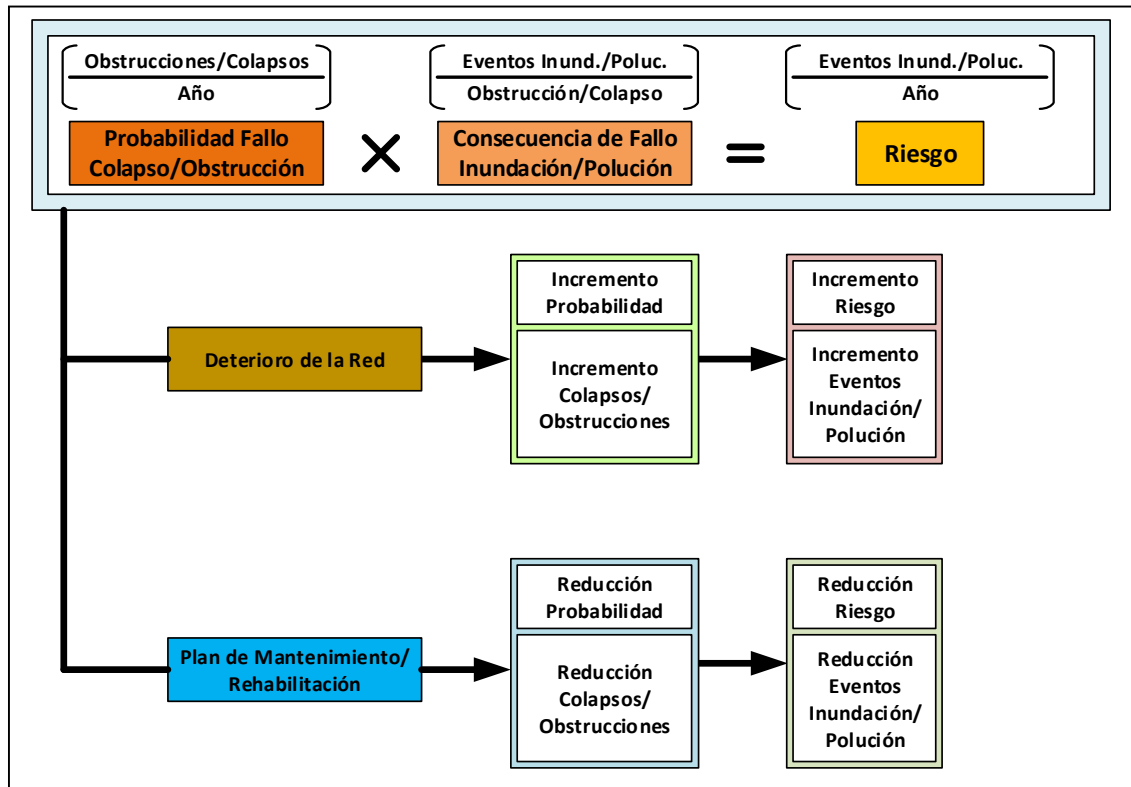 Obstrucciones/Colapsos
Año
Eventos Inund./Poluc.
Obstrucción/Colapso
Eventos Inund./Poluc.
Año
Probabilidad Fallo
Colapso/Obstrucción
×
Consecuencia de Fallo
Inundación/Polución
=
Riesgo
Deterioro de la Red
Incremento
Probabilidad
Incremento
Colapsos/
Obstrucciones
Incremento
Riesgo
Incremento
Eventos
Inundación/
Polución
Plan de Mantenimiento/
Rehabilitación
Reducción
Probabilidad
Reducción
Colapsos/
Obstrucciones
Reducción
Riesgo
Reducción
Eventos
Inundación/
Polución